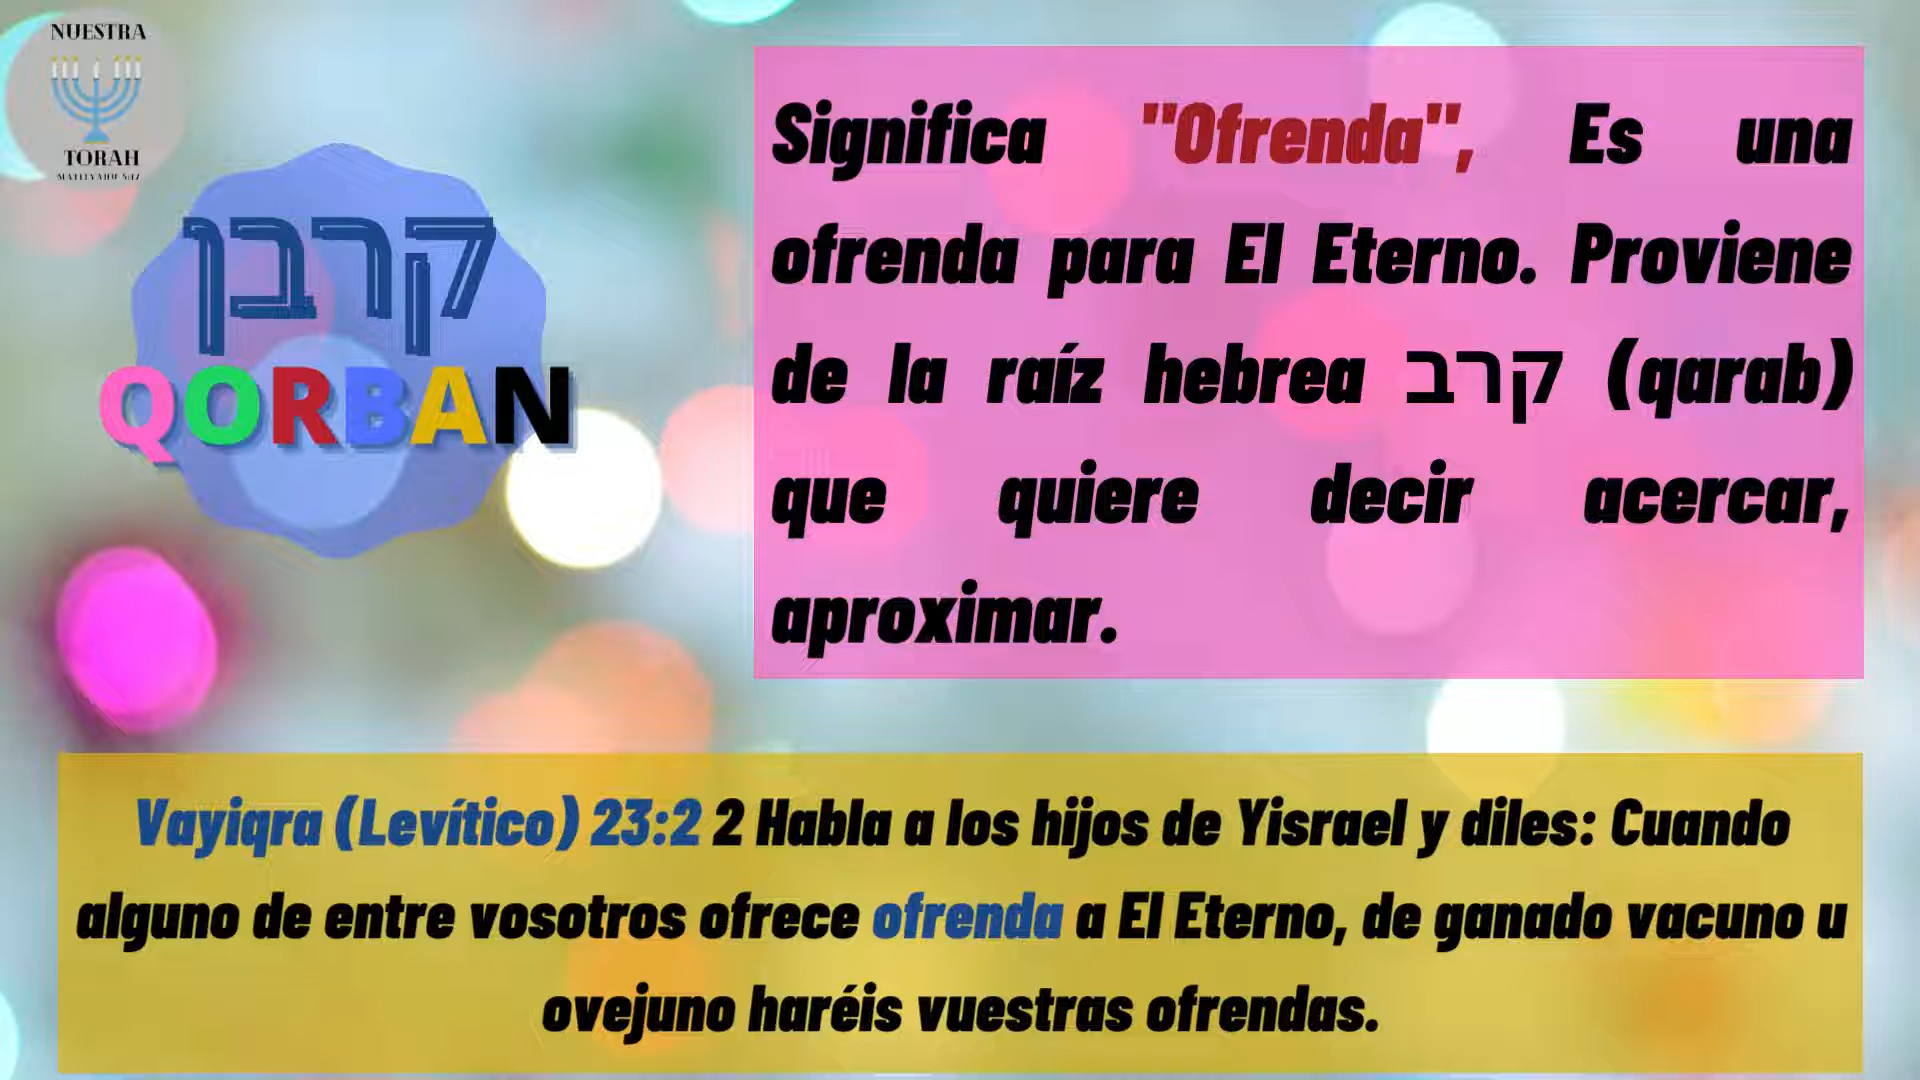 NUESTRA
TORAH
קרבן
QORBAN
Significa "Ofrenda", Es una
ofrenda para El Eterno. Proviene
de la raíz hebrea קרב (qarab)
que quiere decir acercar,
aproximar.
Vayiqra (Levítico) 23:2 2 Habla a los hijos de Yisrael y diles: Cuando
alguno de entre vosotros ofrece ofrenda a El Eterno, de ganado vacuno u
ovejuno haréis vuestras ofrendas.